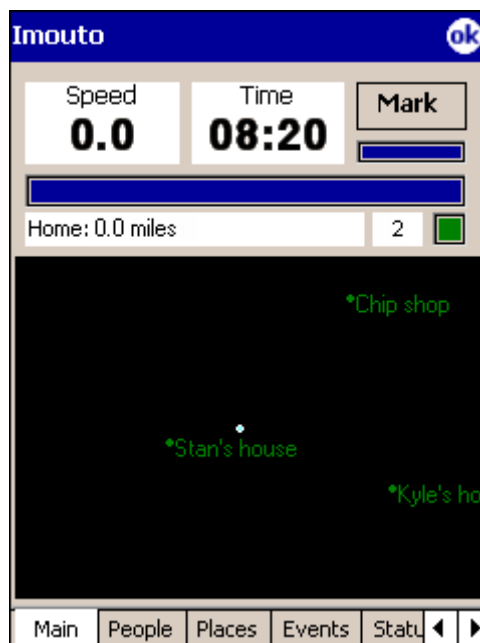 Imouto
ok
Speed
Time
Mark
0.0
08:20
Home: 0.0 miles
2
Chip shop
Stan's house
Kyle's ho
Main
People
Places
Events
Statu